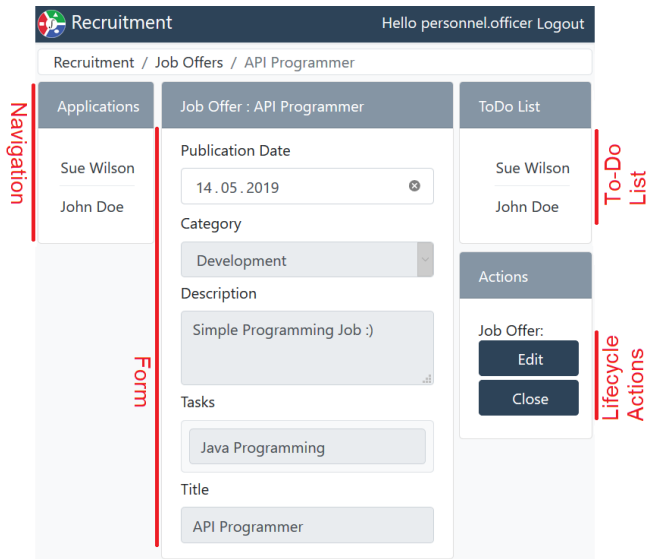 Recruitment
Hello personnel.officer Logout
Recruitment / Job Offers / API Programmer
Navigation
Applications
Sue Wilson
John Doe
Form
Job Offer : API Programmer
Publication Date
14.05.2019
Category
Development
Description
Simple Programming Job :)
Tasks
Java Programming
Title
API Programmer
ToDo List
Sue Wilson
John Doe
To-Do
List
Actions
Job Offer:
Edit
Close
Lifecycle
Actions